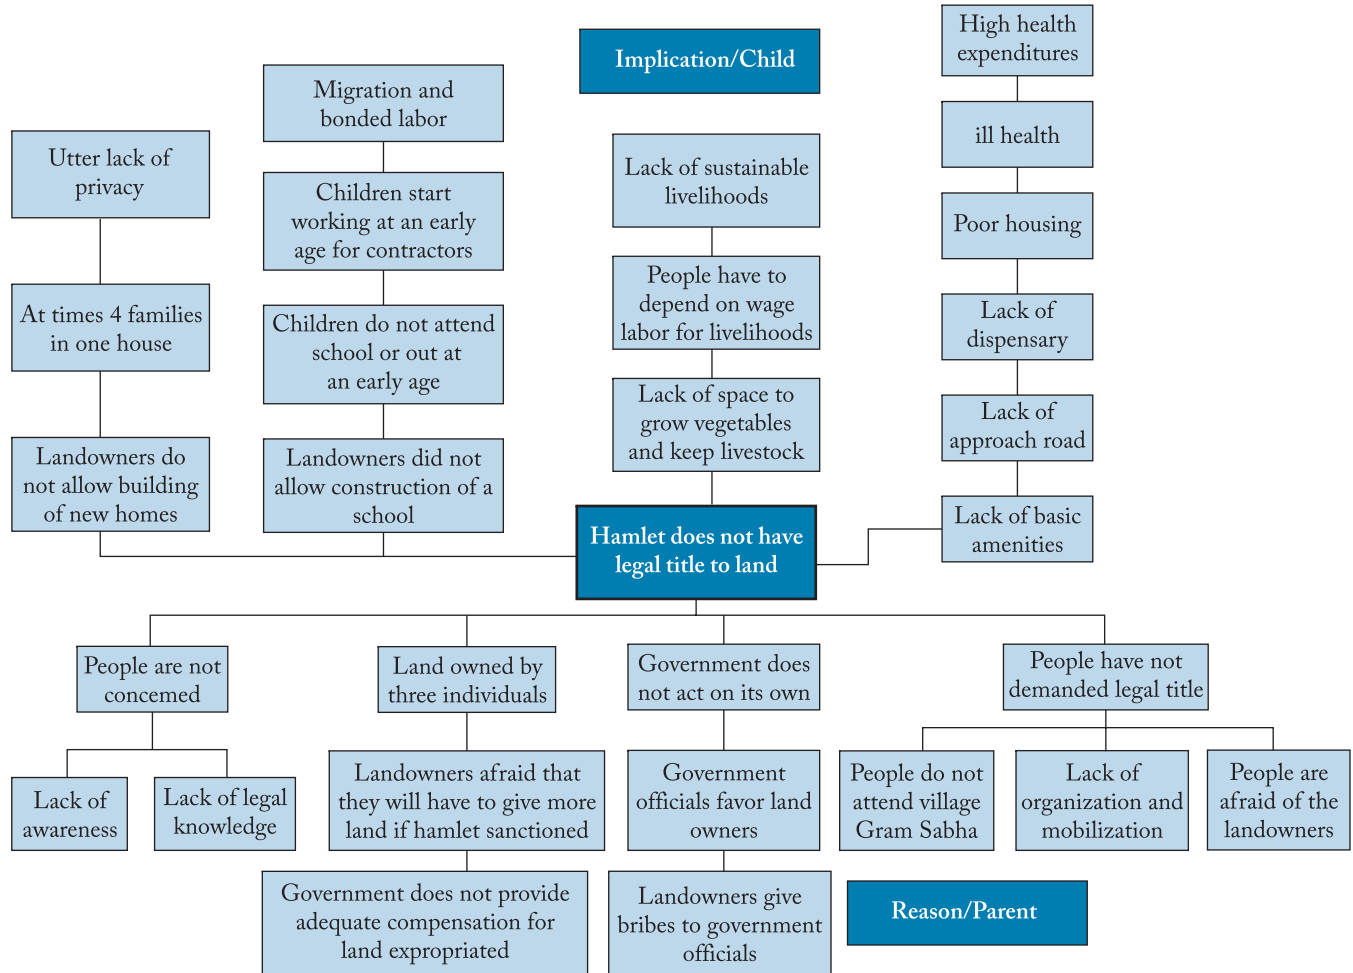 Implication/Child
High health
expenditures
ill health
Poor housing
Lack of
dispensary
Lack of
approach road
Lack of basic
amenities
Migration and
bonded labor
Children start
working at an early
age for contractors
Children do not attend
school or out at
an early age
Landowners did not
allow construction of a
school
Utter lack of
privacy
At times 4 families
in one house
Landowners do
not allow building
of new homes
Lack of sustainable
livelihoods
People have to
depend on wage
labor for livelihoods
Lack of space to
grow vegetables
and keep livestock
Hamlet does not have
legal title to land
People are not
concemed
Lack of
awareness
Lack of legal
knowledge
Land owned by
three individuals
Landowners afraid that
they will have to give more
land if hamlet sanctioned
Government does not provide
adequate compensation for
land expropriated
Government does
not act on its own
Government
officials favor land
owners
Landowners give
bribes to government
officials
People have not
demanded legal title
People do not
attend village
Gram Sabha
Lack of
organization and
mobilization
People are
afraid of the
landowners
Reason/Parent